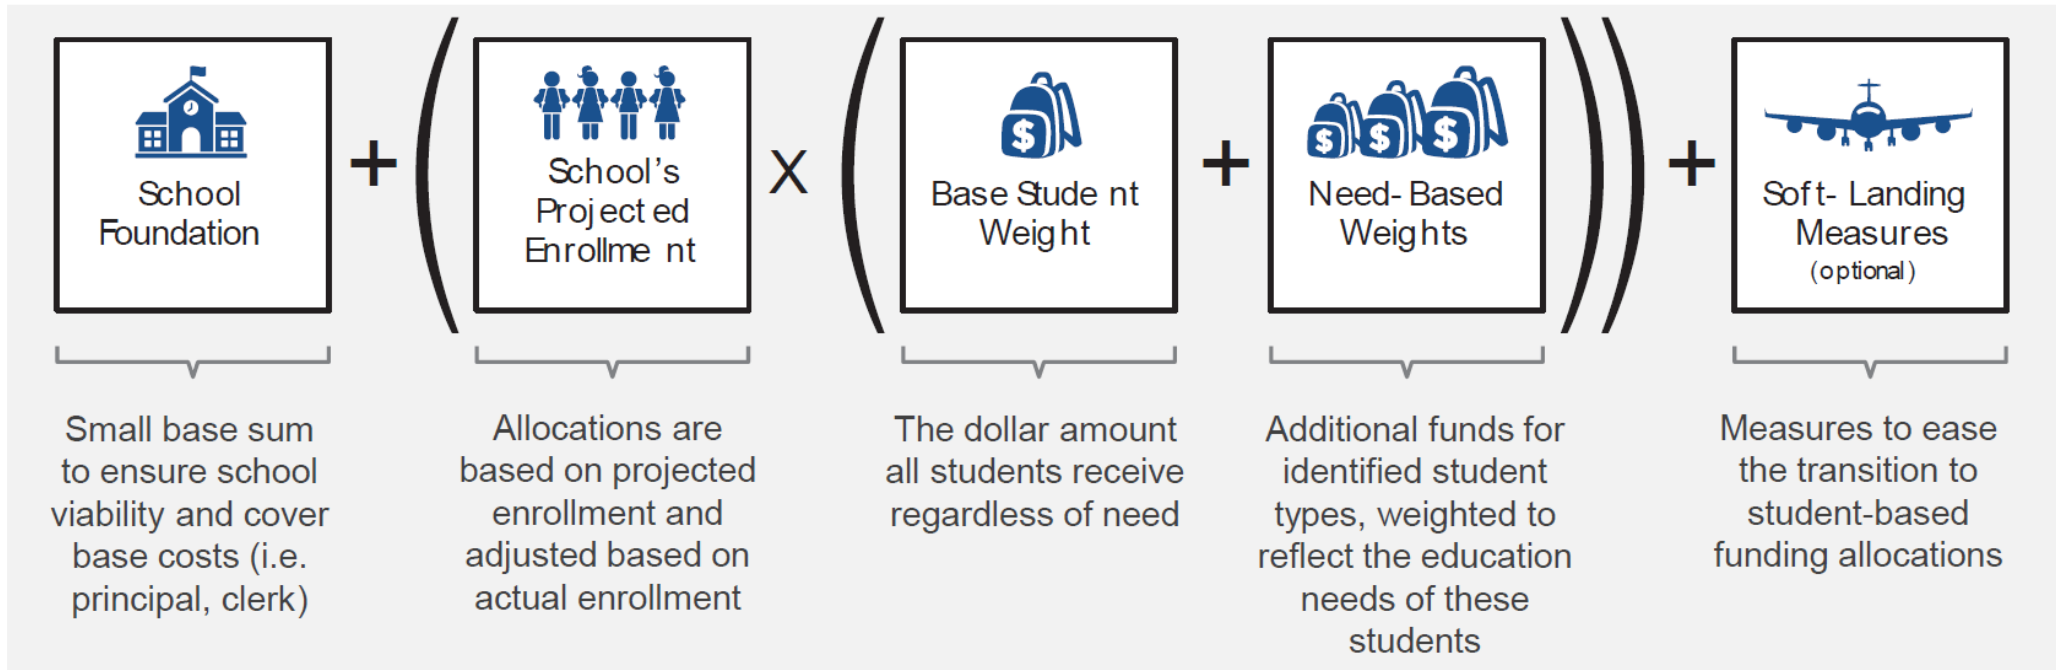 School
Foundation
+
(
School's
Projected
Enrollment
X
(
Base Student
Weight
+
Need-Based
Weights
)
)
+
Soft-Landing
Measures
(optional)
$
$
$
$
Small base sum
to ensure school
viability and cover
base costs (i.e.
principal, clerk)
Allocations are
based on projected
enrollment and
adjusted based on
actual enrollment
The dollar amount
all students receive
regardless of need
Additional funds for
identified student
types, weighted to
reflect the education
needs of these
students
Measures to ease
the transition to
student-based
funding allocations